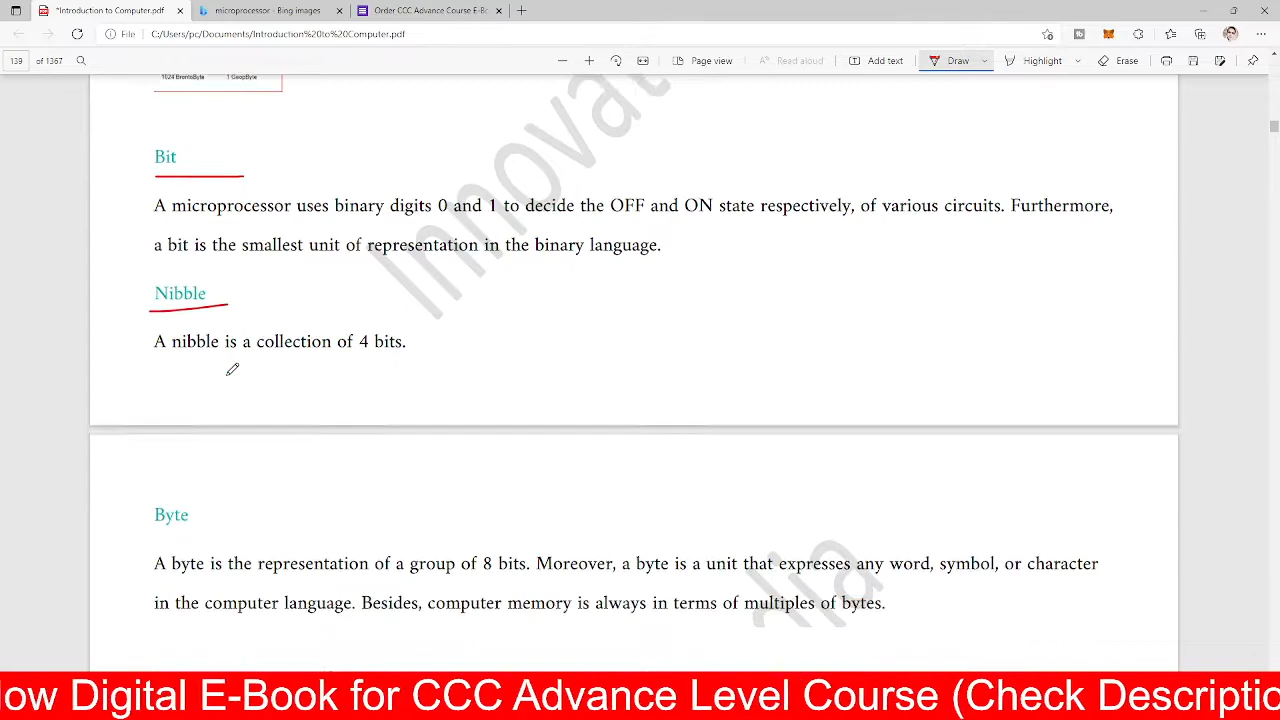 *Introduction to Computer.pdf
microprocessor - Bing images
Order CCC Advance Course E-Bo
File C:/Users/pc/Documents/Introduction%20to%20Computer.pdf
139 of 1367 Page view Read aloud Add text Draw Highlight Erase
1024 BrontoByte 1 GeopByte
Bit
A microprocessor uses binary digits 0 and 1 to decide the OFF and ON state respectively, of various circuits. Furthermore,
a bit is the smallest unit of representation in the binary language.
Nibble
A nibble is a collection of 4 bits.
Innovat
Byte
A byte is the representation of a group of 8 bits. Moreover, a byte is a unit that expresses any word, symbol, or character
in the computer language. Besides, computer memory is always in terms of multiples of bytes.
dia
low Digital E-Book for CCC Advance Level Course (Check Descriptio